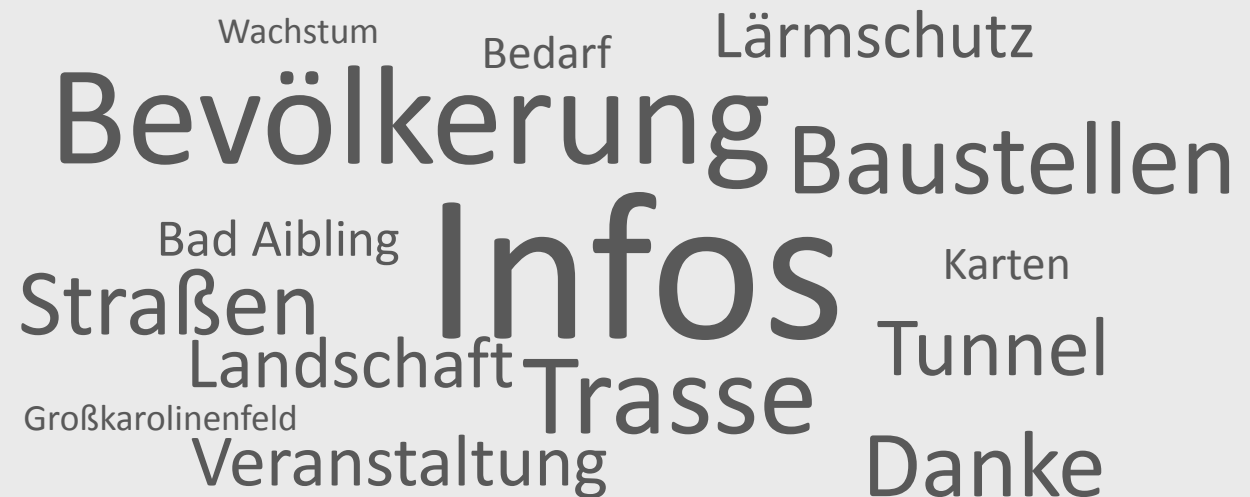 Wachstum
Bedarf
Lärmschutz
Bevölkerung
Baustellen
Bad Aibling
Infos
Karten
Straßen
Tunnel
Landschaft
Trasse
Großkarolinenfeld
Veranstaltung
Danke